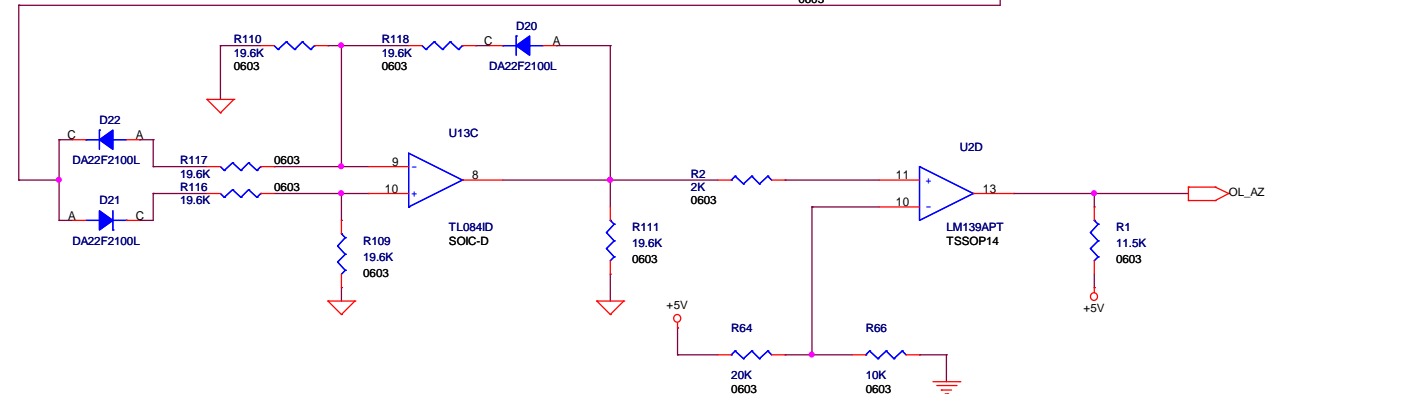 0603
D20
R110
19.6K
0603
R118
19.6K
0603
C
A
DA22F2100L
D22
C
A
DA22F2100L
U13C
U2D
R117
0603
19.6K
R116
0603
19.6K
9
-
10
+
8
R2
2K
0603
11
+
10
-
13
OL_AZ
D21
A
C
DA22F2100L
TL084ID
SOIC-D
LM139APT
TSSOP14
R109
19.6K
0603
R111
19.6K
0603
R1
11.5K
0603
+5V
+5V
R64
20K
0603
R66
10K
0603